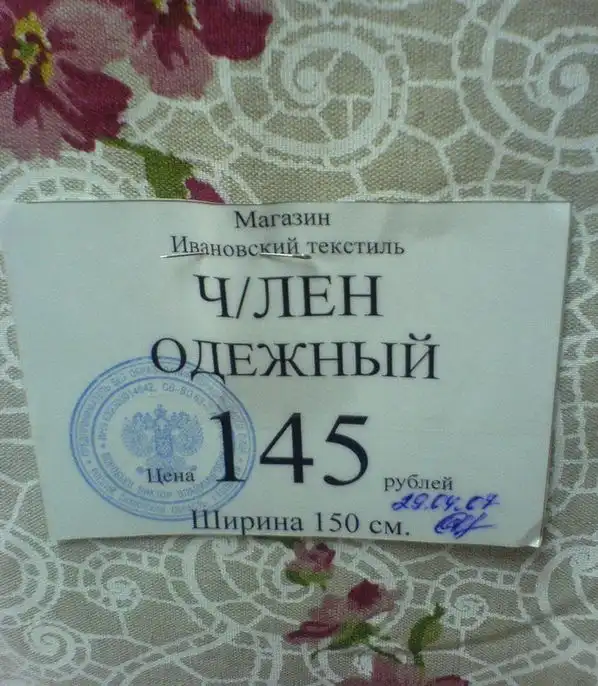 Магазин
Ивановский текстиль
Ч/ЛЕН
ОДЕЖНЫЙ
Цена 145 рублей
29.04.07
Ширина 150 см.